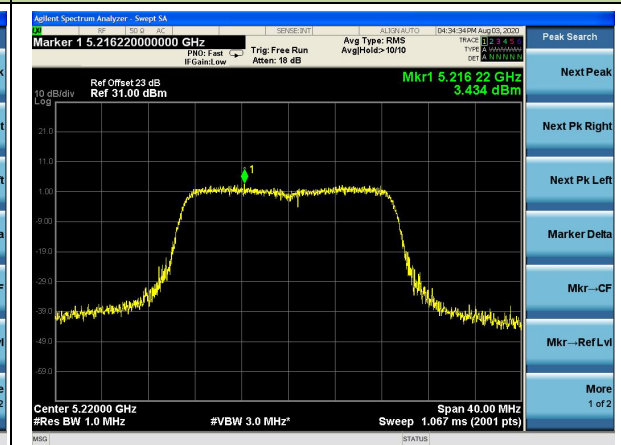 Agilent Spectrum Analyzer - Swept SA
RF 50 Ω AC SENSE:INT ALIGN AUTO 04:34:34 PM Aug 03, 2020
Marker 1 5.216220000000 GHz
PNO: Fast
IFGain:Low
Trig: Free Run
Atten: 18 dB
Avg Type: RMS
Avg|Hold:>10/10
TRACE 1 2 3 4 5 6
TYPE A
DET A N N N N N
Peak Search
Mkr1 5.216 22 GHz
3.434 dBm
Ref Offset 23 dB
10 dB/div Ref 31.00 dBm
Log
21.0
11.0
1.00
-9.00
-19.0
-29.0
-39.0
-49.0
-59.0
1
Center 5.22000 GHz
Span 40.00 MHz
#Res BW 1.0 MHz
#VBW 3.0 MHz*
Sweep 1.067 ms (2001 pts)
MSG
STATUS
Next Peak
Next Pk Right
Next Pk Left
Marker Delta
Mkr→CF
Mkr→Ref Lvl
More
1 of 2